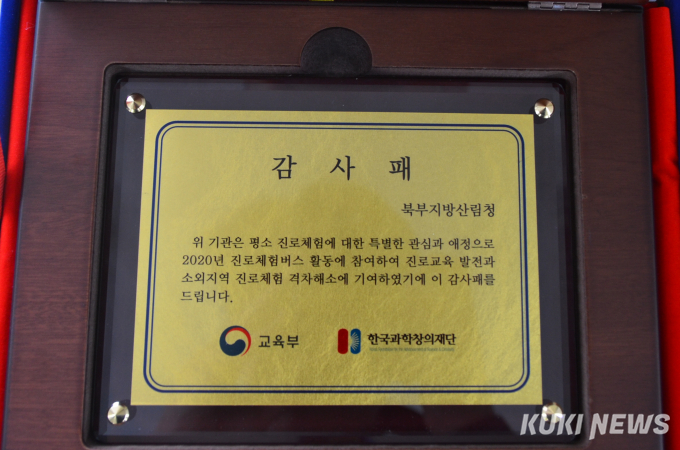 감 사 패
북부지방산림청
위 기관은 평소 진로체험에 대한 특별한 관심과 애정으로
2020년 진로체험버스 활동에 참여하여 진로교육 발전과
소외지역 진로체험 격차해소에 기여하였기에 이 감사패를
드립니다.
교육부
한국과학창의재단
KUKI NEWS